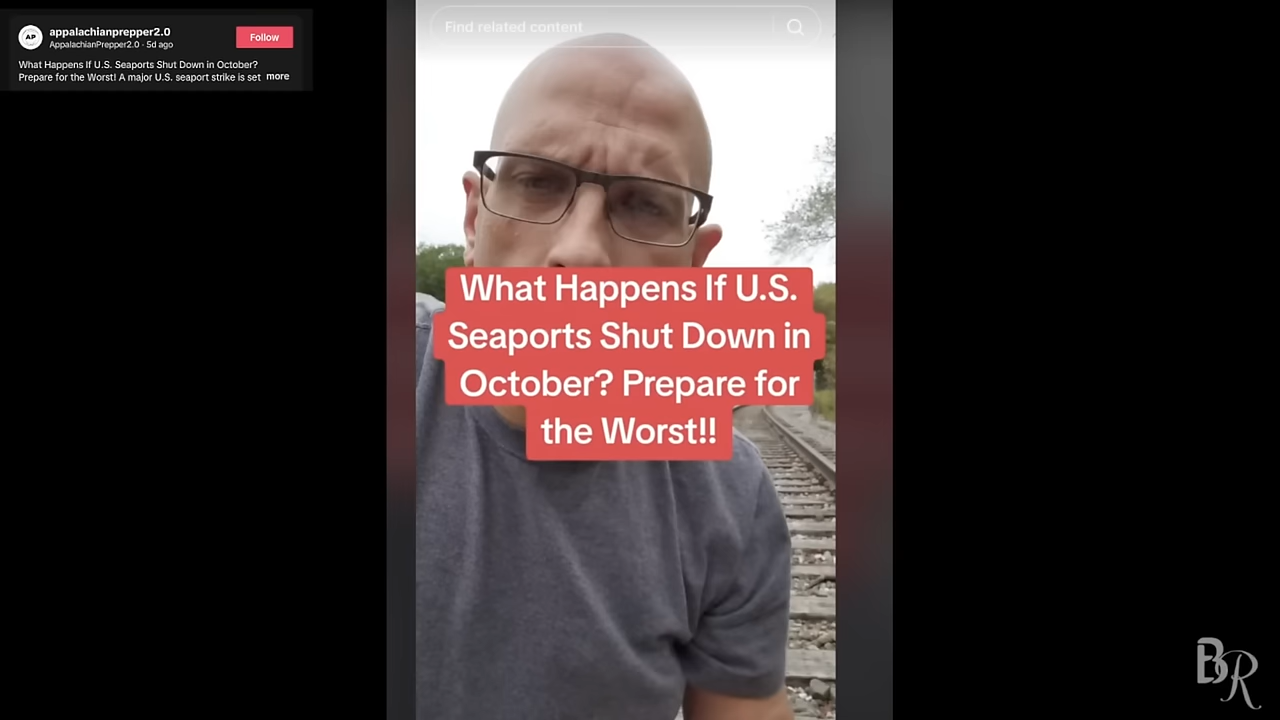 appalachianprepper2.0
AppalachianPrepper2.0 · 5d ago
Follow
What Happens If U.S. Seaports Shut Down in October?
Prepare for the Worst! A major U.S. seaport strike is set more
AP
Find related content
What Happens If U.S.
Seaports Shut Down in
October? Prepare for
the Worst!!
BR